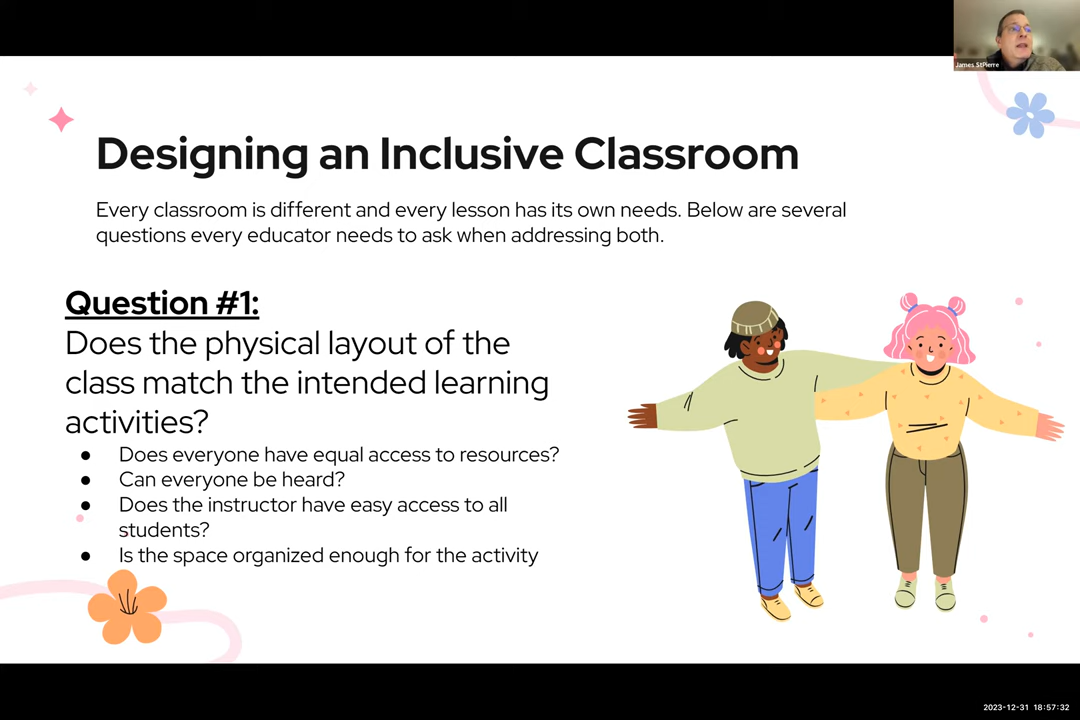 James StPierre
Designing an Inclusive Classroom
Every classroom is different and every lesson has its own needs. Below are several
questions every educator needs to ask when addressing both.
Question #1:
Does the physical layout of the
class match the intended learning
activities?
● Does everyone have equal access to resources?
● Can everyone be heard?
● Does the instructor have easy access to all
students?
● Is the space organized enough for the activity
2023-12-31 18:57:32